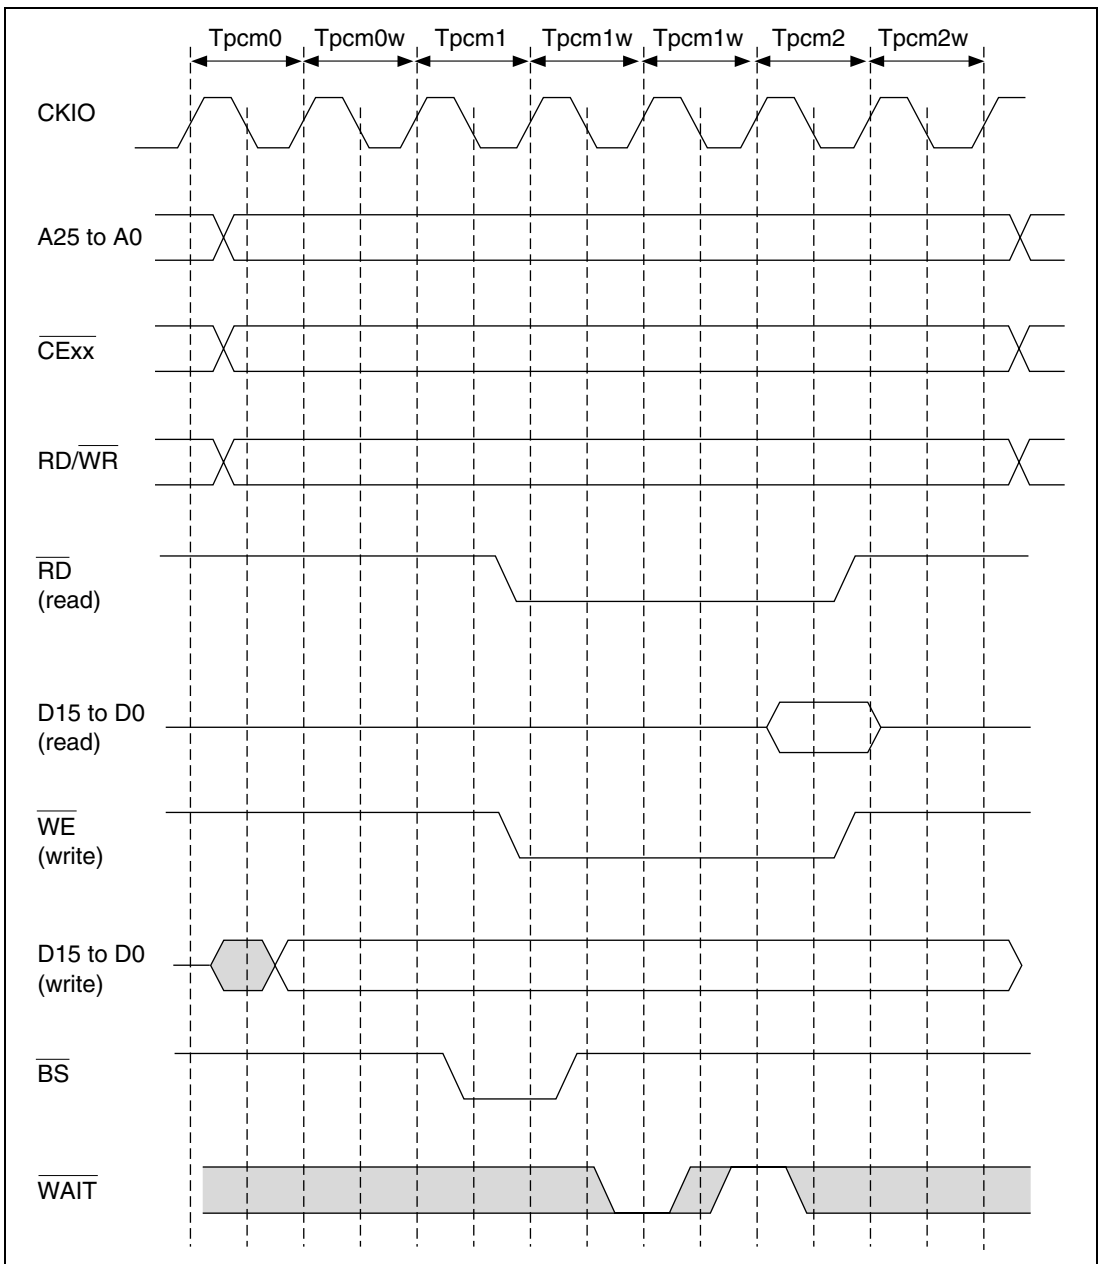 Tpcm0 Tpcm0w Tpcm1 Tpcm1w Tpcm1w Tpcm2 Tpcm2w
CKIO
A25 to A0
CExx
RD/WR
RD
(read)
D15 to D0
(read)
WE
(write)
D15 to D0
(write)
BS
WAIT